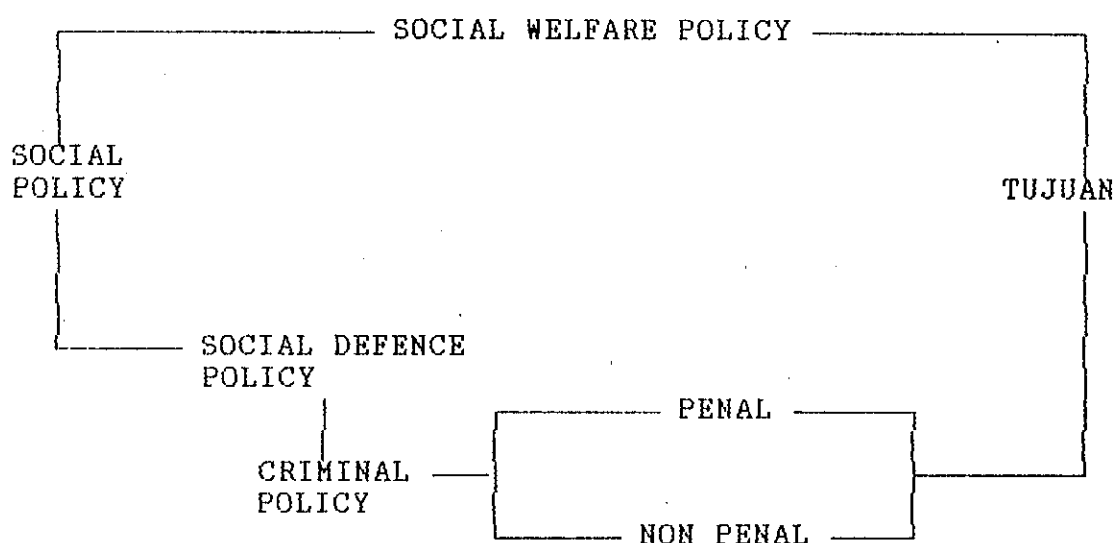 SOCIAL WELFARE POLICY
SOCIAL
POLICY
TUJUAN
SOCIAL DEFENCE
POLICY
PENAL
CRIMINAL
POLICY
NON PENAL